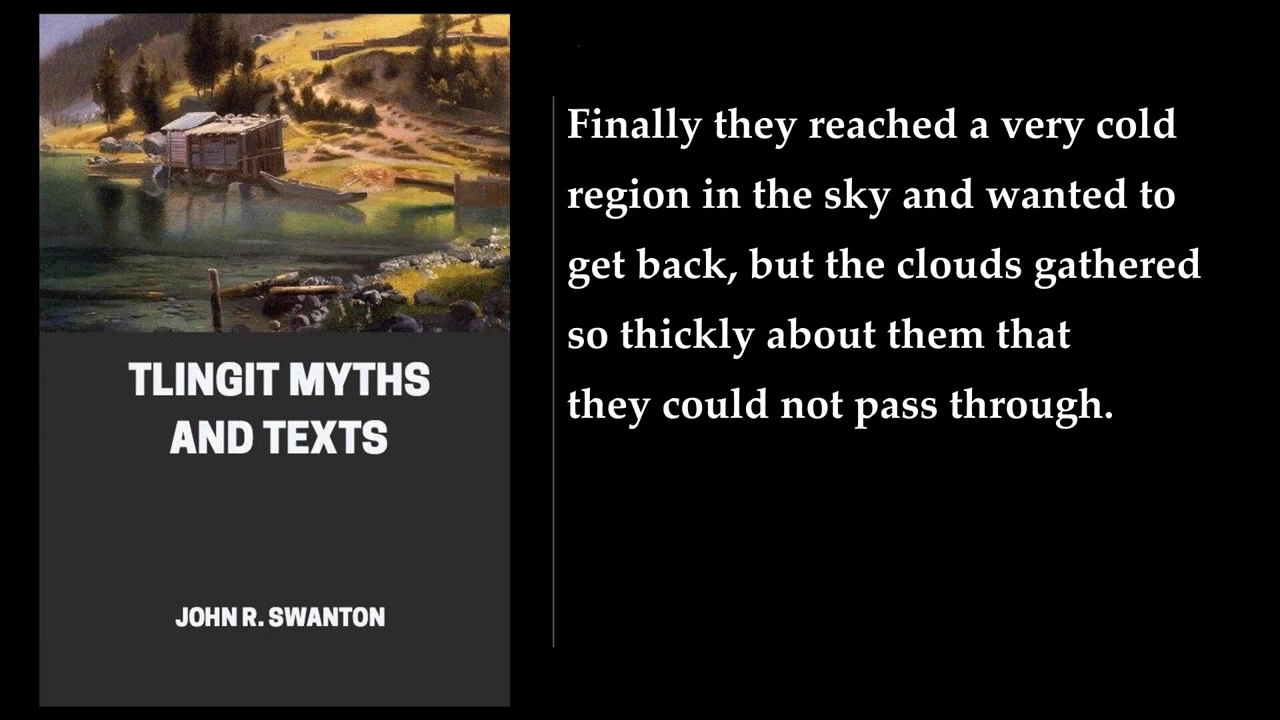 TLINGIT MYTHS
AND TEXTS
JOHN R. SWANTON
Finally they reached a very cold
region in the sky and wanted to
get back, but the clouds gathered
so thickly about them that
they could not pass through.